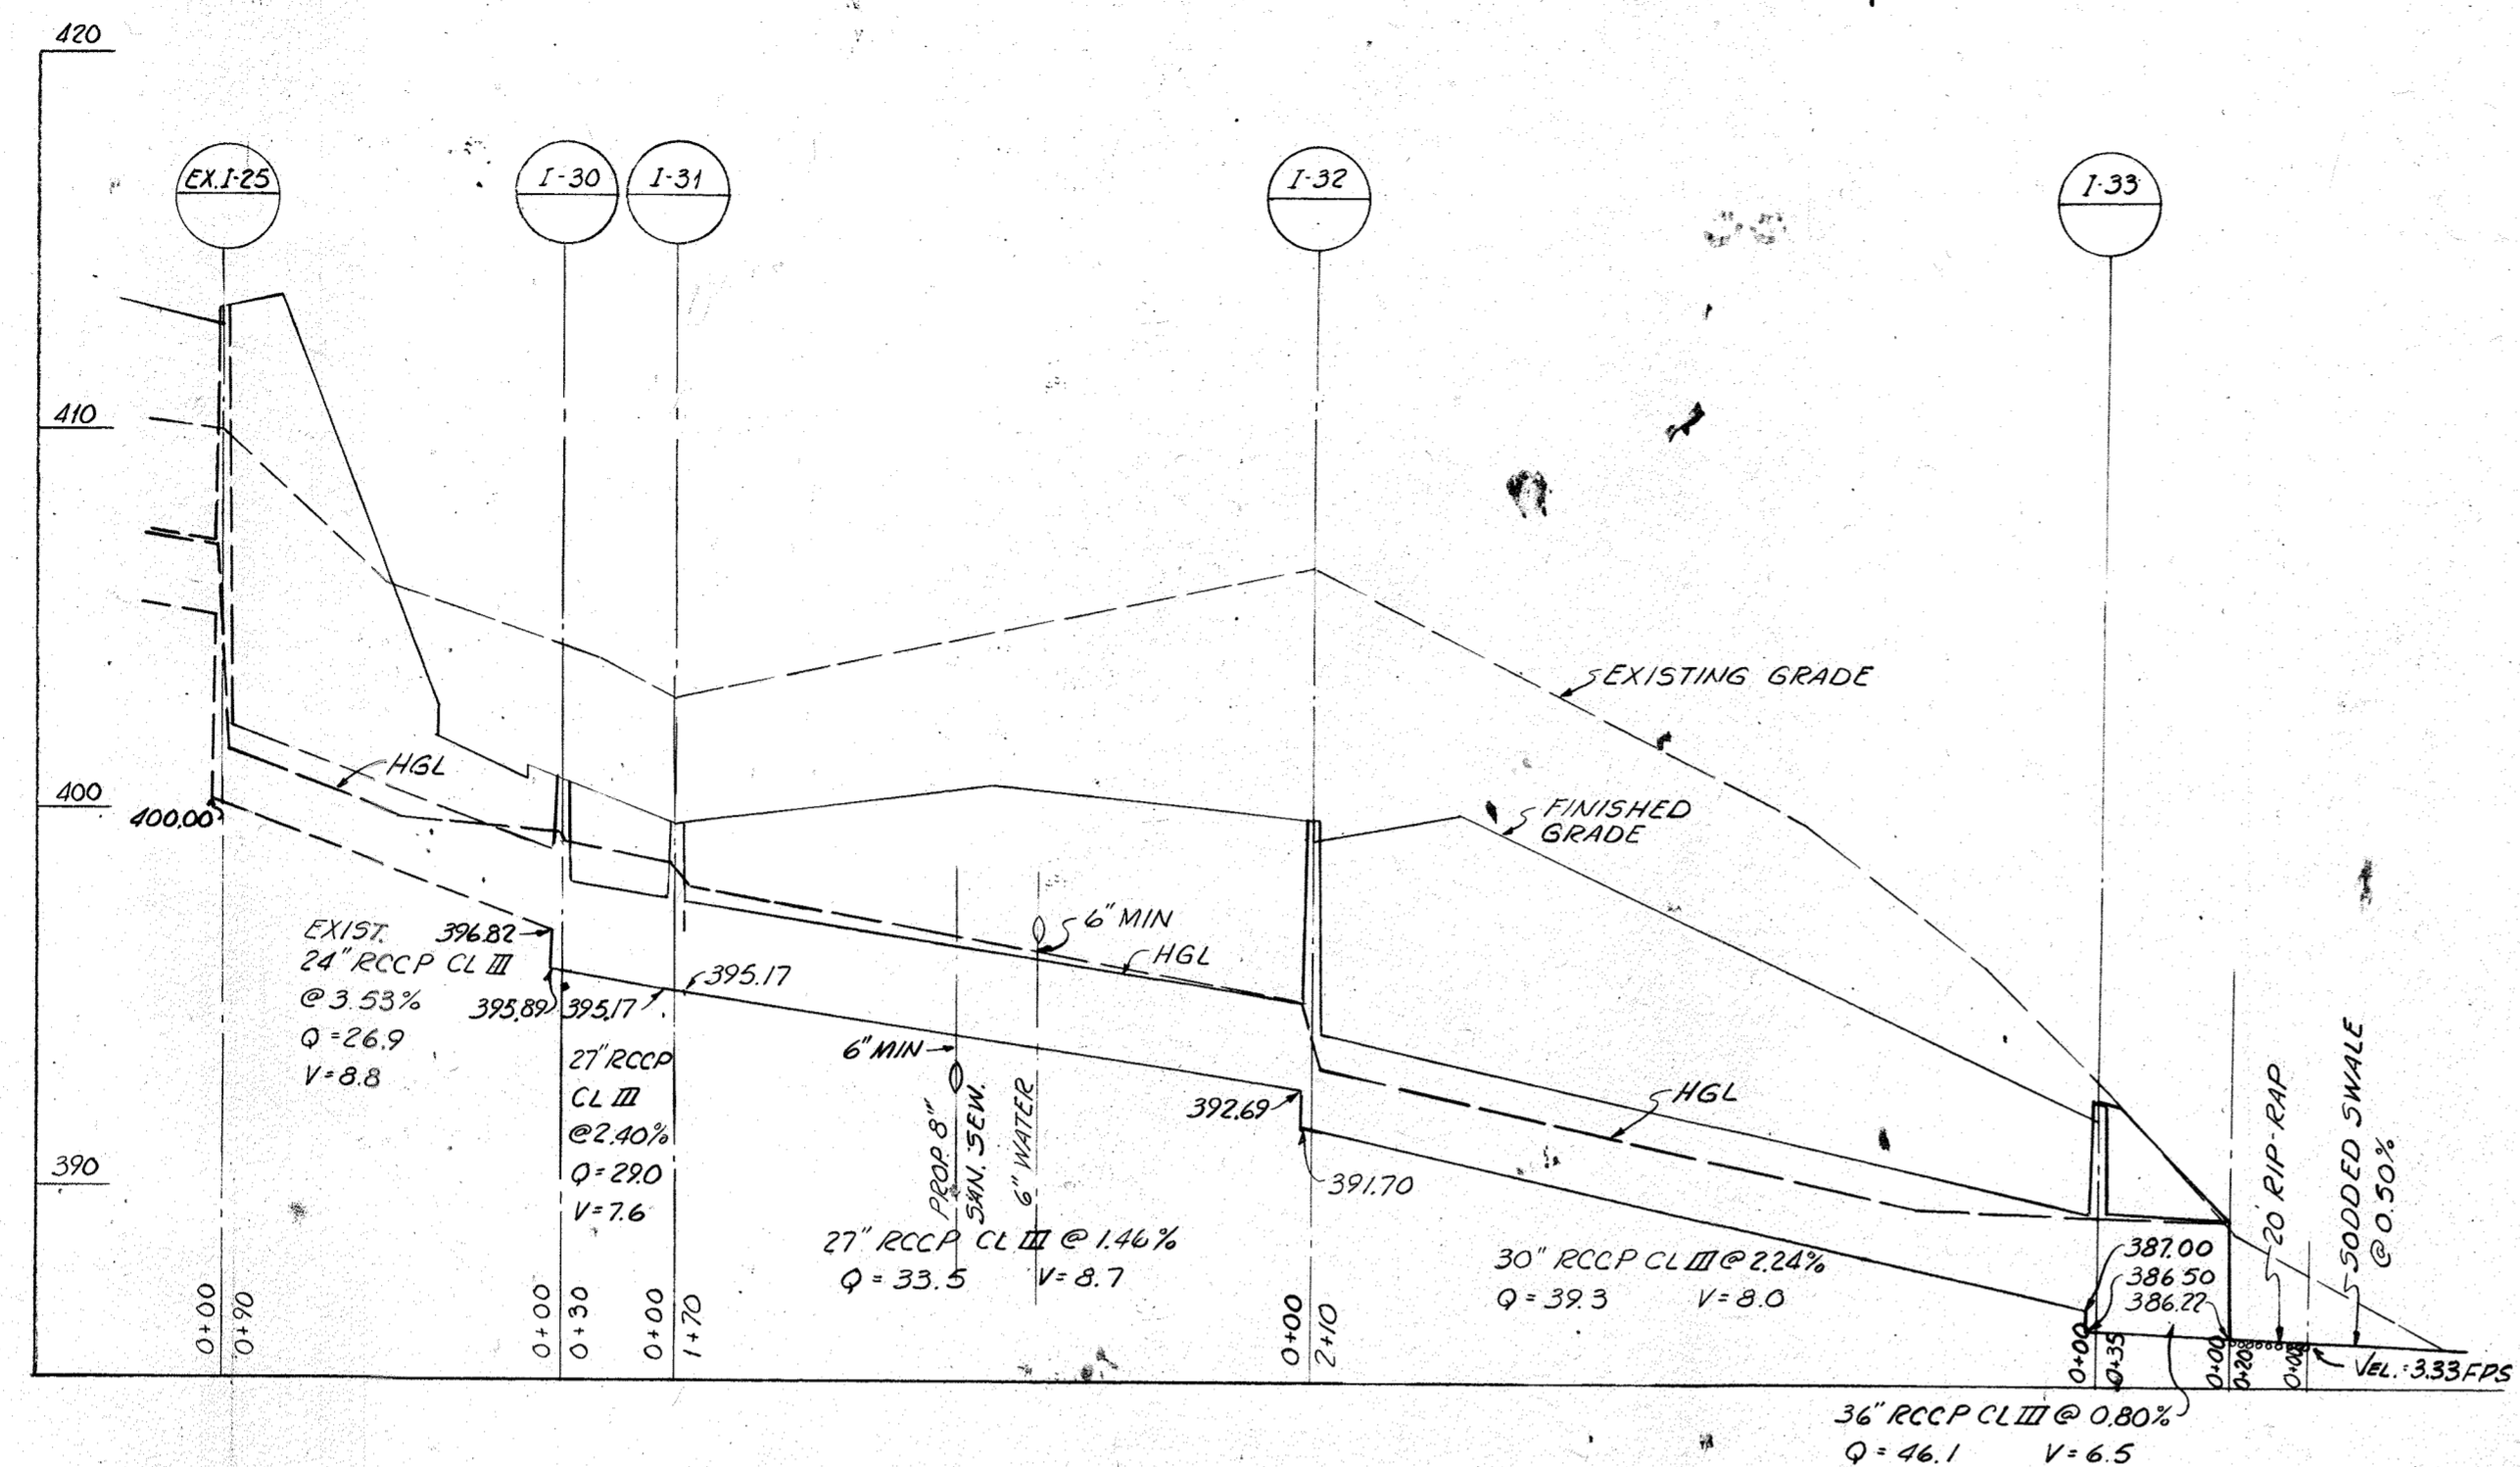 420
EX. I-25
I-30
I-31
I-32
I-33
410
EXISTING GRADE
HGL
400
400.00
FINISHED
GRADE
6" MIN
HGL
EXIST.
24" RCCP CL III
@ 3.53%
Q = 26.9
V = 8.8
396.82
395.89
395.17
395.17
27" RCCP
CL III
@ 2.40%
Q = 29.0
V = 7.6
6" MIN
PROP. 8"
SAN. SEW.
6" WATER
392.69
391.70
HGL
390
27" RCCP CL III @ 1.46%
Q = 33.5 V = 8.7
30" RCCP CL III @ 2.24%
Q = 39.3 V = 8.0
387.00
386.50
386.22
20' RIP-RAP
SODDED SWALE
@ 0.50%
0+00
0+90
0+00
0+30
0+00
1+70
0+00
2+10
0+00
0+35
0+00
0+20
0+00
VEL. = 3.33 FPS
36" RCCP CL III @ 0.80%
Q = 46.1 V = 6.5